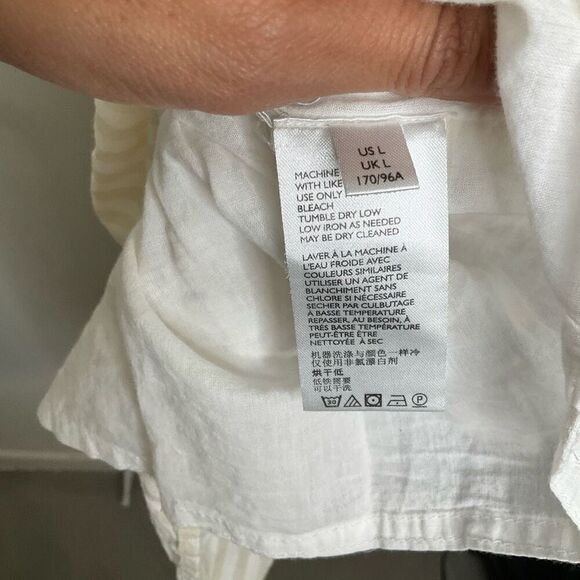 US L
UK L
170/96A
MACHINE
WITH LIKE
USE ONLY
BLEACH
TUMBLE DRY LOW
LOW IRON AS NEEDED
MAY BE DRY CLEANED
LAVER À LA MACHINE À
L'EAU FROIDE AVEC
COULEURS SIMILAIRES
UTILISER UN AGENT DE
BLANCHIMENT SANS
CHLORE SI NÉCESSAIRE
SECHER PAR CULBUTAGE
À BASSE TEMPERATURE
REPASSER, AU BESOIN, À
TRÈS BASSE TEMPÉRATURE
PEUT-ÊTRE ÊTRE
NETTOYÉE À SEC
机器洗涤与颜色一样冷
仅使用非氯漂白剂
烘干低
低铁需要
可以干洗
30
P